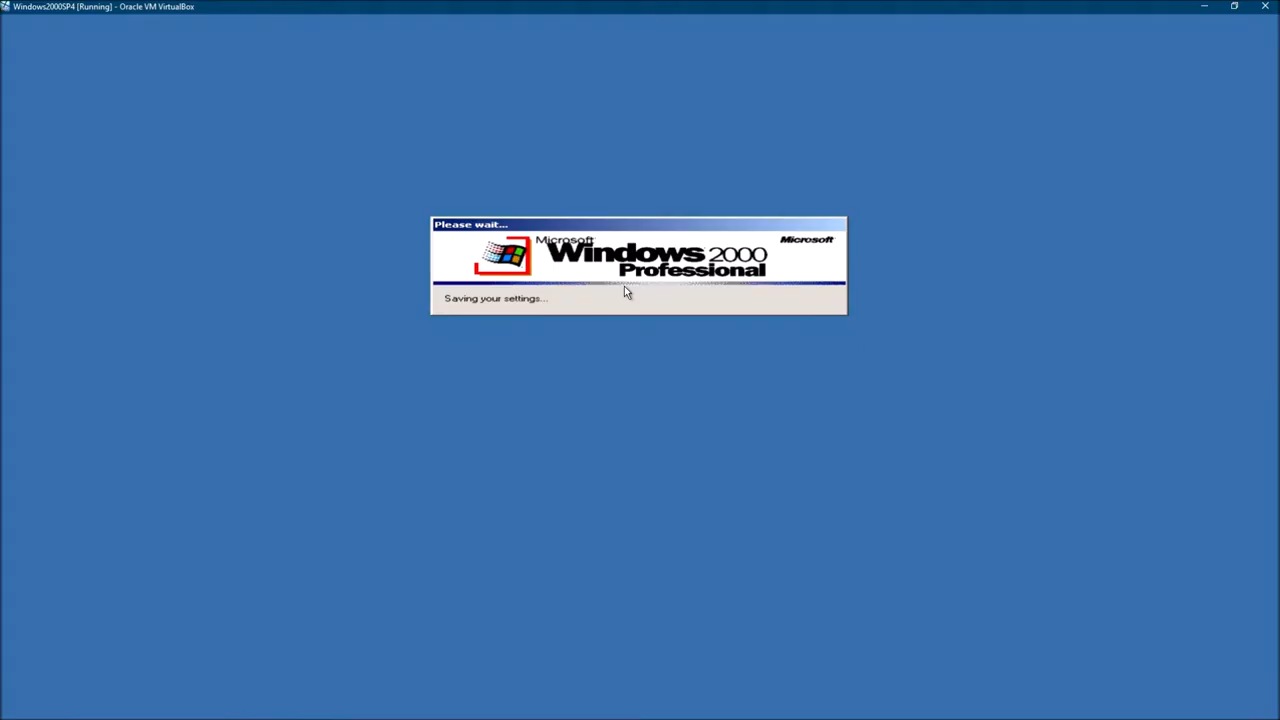 Windows2000SP4 [Running] - Oracle VM VirtualBox
Please wait...
Microsoft
Windows 2000
Professional
Microsoft
Saving your settings...